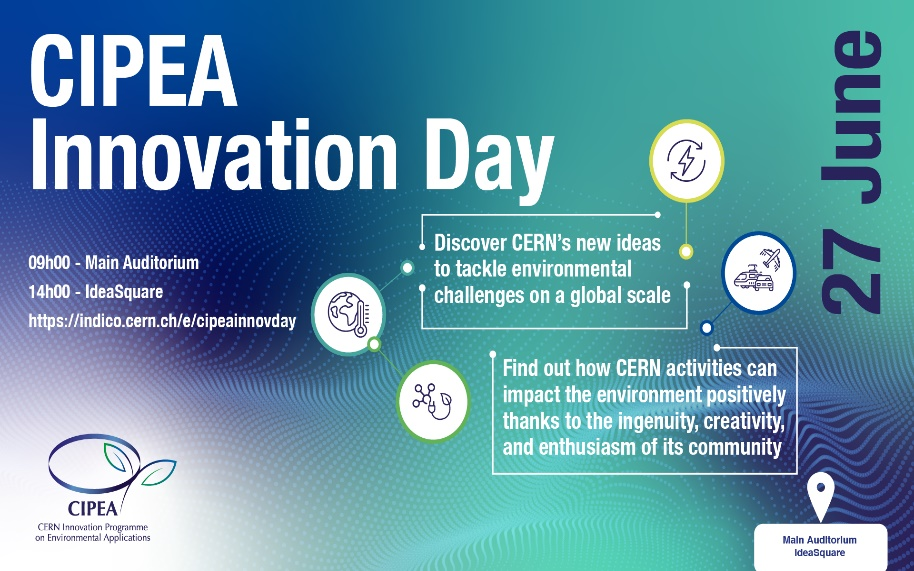 CIPEA
Innovation Day
27 June
09h00 - Main Auditorium
14h00 - IdeaSquare
https://indico.cern.ch/e/cipeainnovday
Discover CERN's new ideas
to tackle environmental
challenges on a global scale
Find out how CERN activities can
impact the environment positively
thanks to the ingenuity, creativity,
and enthusiasm of its community
CIPEA
CERN Innovation Programme
on Environmental Applications
Main Auditorium
IdeaSquare